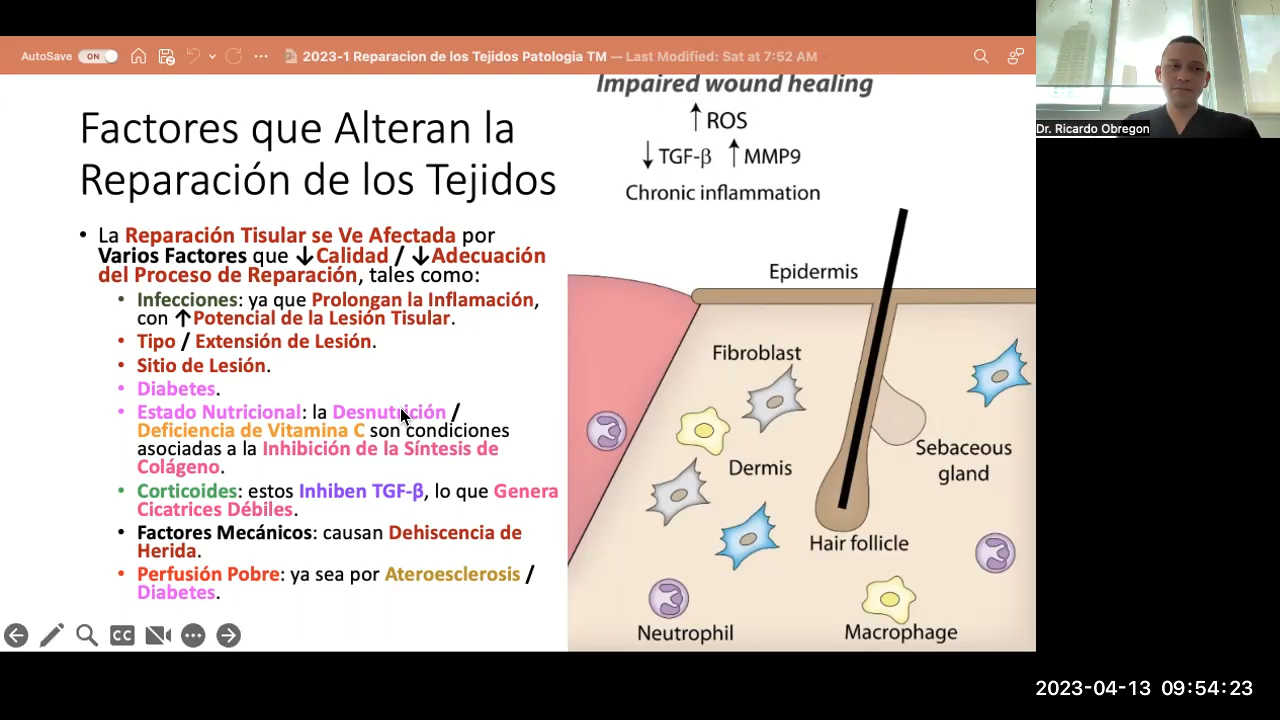 AutoSave ON
2023-1 Reparacion de los Tejidos Patologia TM — Last Modified: Sat at 7:52 AM
Dr. Ricardo Obregon
Factores que Alteran la
Reparación de los Tejidos
• La Reparación Tisular se Ve Afectada por
Varios Factores que ↓Calidad / ↓Adecuación
del Proceso de Reparación, tales como:
• Infecciones: ya que Prolongan la Inflamación,
con ↑Potencial de la Lesión Tisular.
• Tipo / Extensión de Lesión.
• Sitio de Lesión.
• Diabetes.
• Estado Nutricional: la Desnutrición /
Deficiencia de Vitamina C son condiciones
asociadas a la Inhibición de la Síntesis de
Colágeno.
• Corticoides: estos Inhiben TGF-β, lo que Genera
Cicatrices Débiles.
• Factores Mecánicos: causan Dehiscencia de
Herida.
• Perfusión Pobre: ya sea por Ateroesclerosis /
Diabetes.
Impaired wound healing
↑ROS
↓TGF-β ↑MMP9
Chronic inflammation
Epidermis
Fibroblast
Sebaceous
gland
Dermis
Hair follicle
Neutrophil
Macrophage
CC
2023-04-13 09:54:23